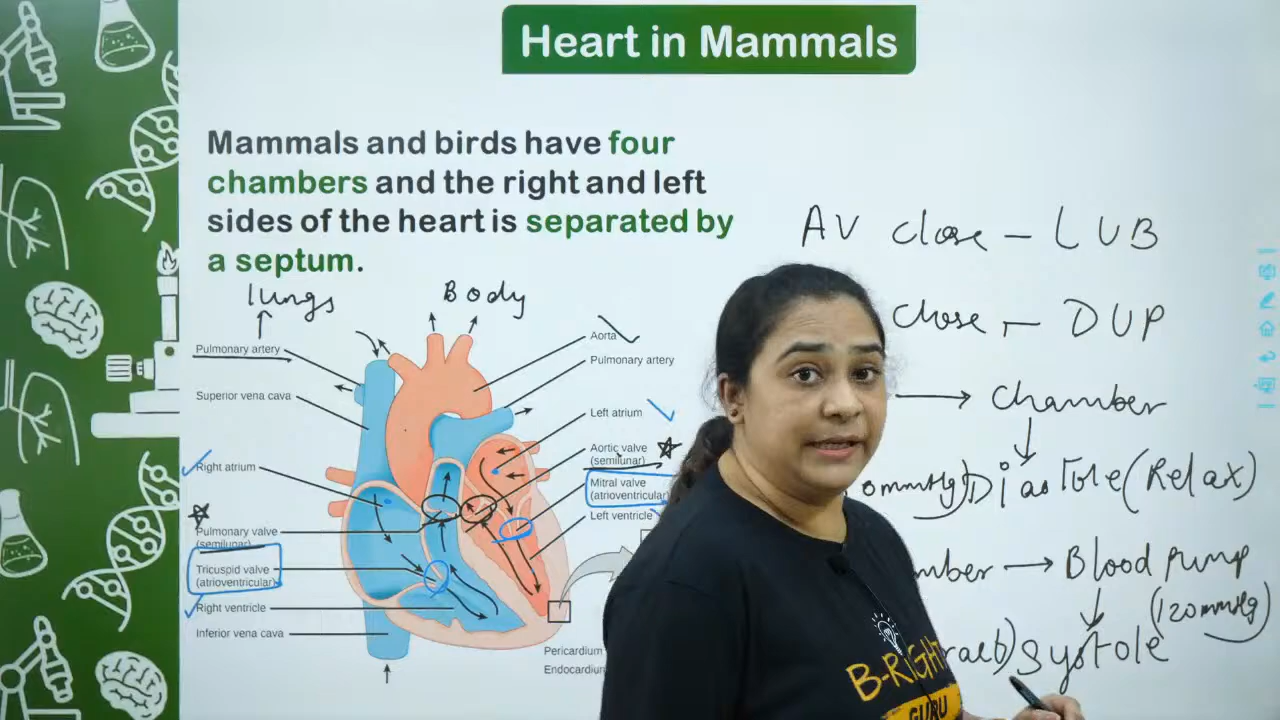 Heart in Mammals
Mammals and birds have four
chambers and the right and left
sides of the heart is separated by
a septum.
lungs
Body
Pulmonary artery
Superior vena cava
Right atrium
Pulmonary valve
(semilunar)
Tricuspid valve
(atrioventricular)
Right ventricle
Inferior vena cava
Aorta
Pulmonary artery
Left atrium
Aortic valve
(semilunar)
Mitral valve
(atrioventricular)
Left ventricle
Pericardium
Endocardium
AV close - LUB
close - DUP
→ Chamber
mmHg) Diastole (Relax)
→ Blood pump
(120mmHg)
Systole
B-RIGHT
GURU